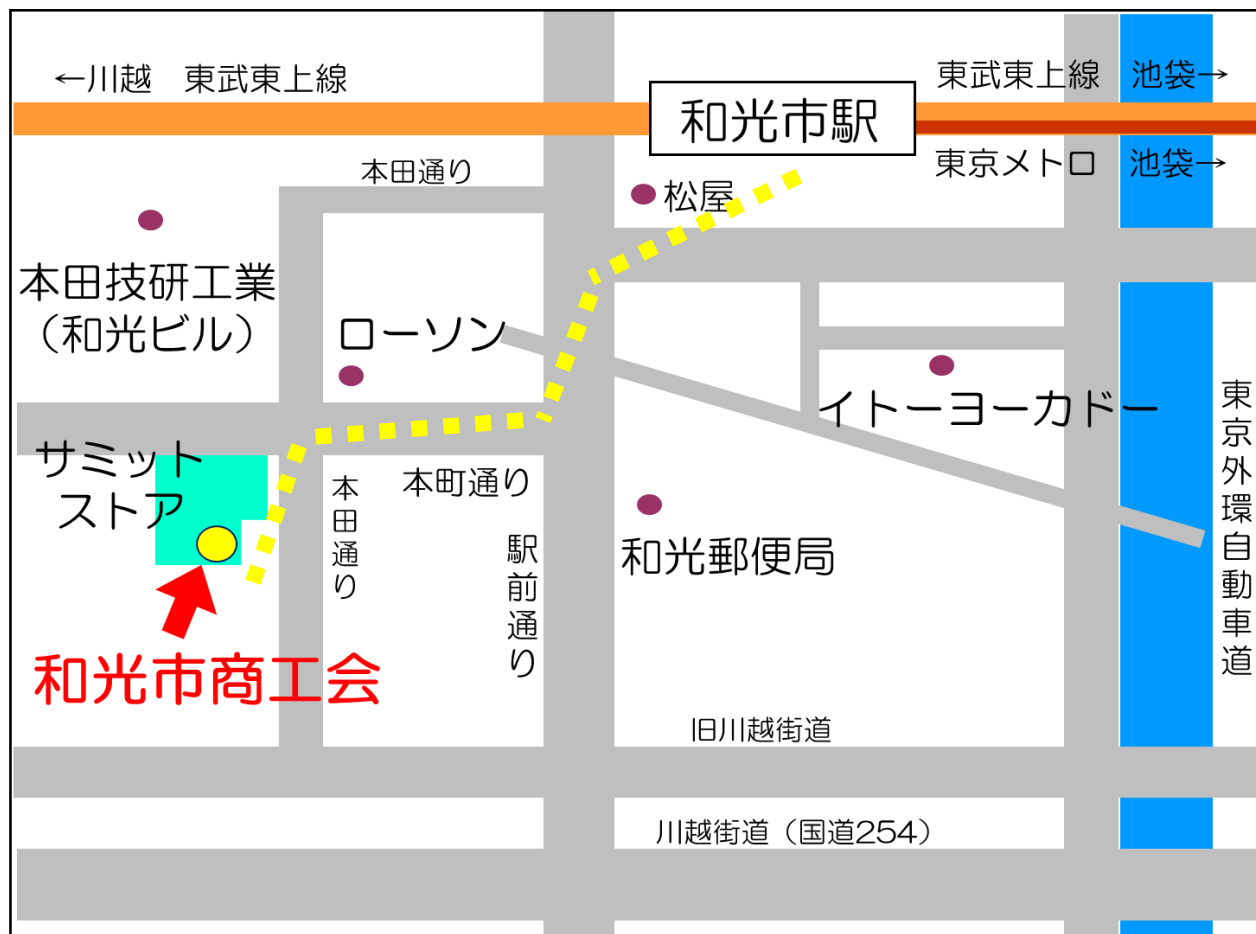 ←川越　東武東上線
東武東上線　池袋→
和光市駅
東京メトロ　池袋→
本田通り
松屋
本田技研工業
（和光ビル）
ローソン
イトーヨーカドー
東京外環自動車道
サミット
ストア
本町通り
本田通り
駅前通り
和光郵便局
和光市商工会
旧川越街道
川越街道（国道254）